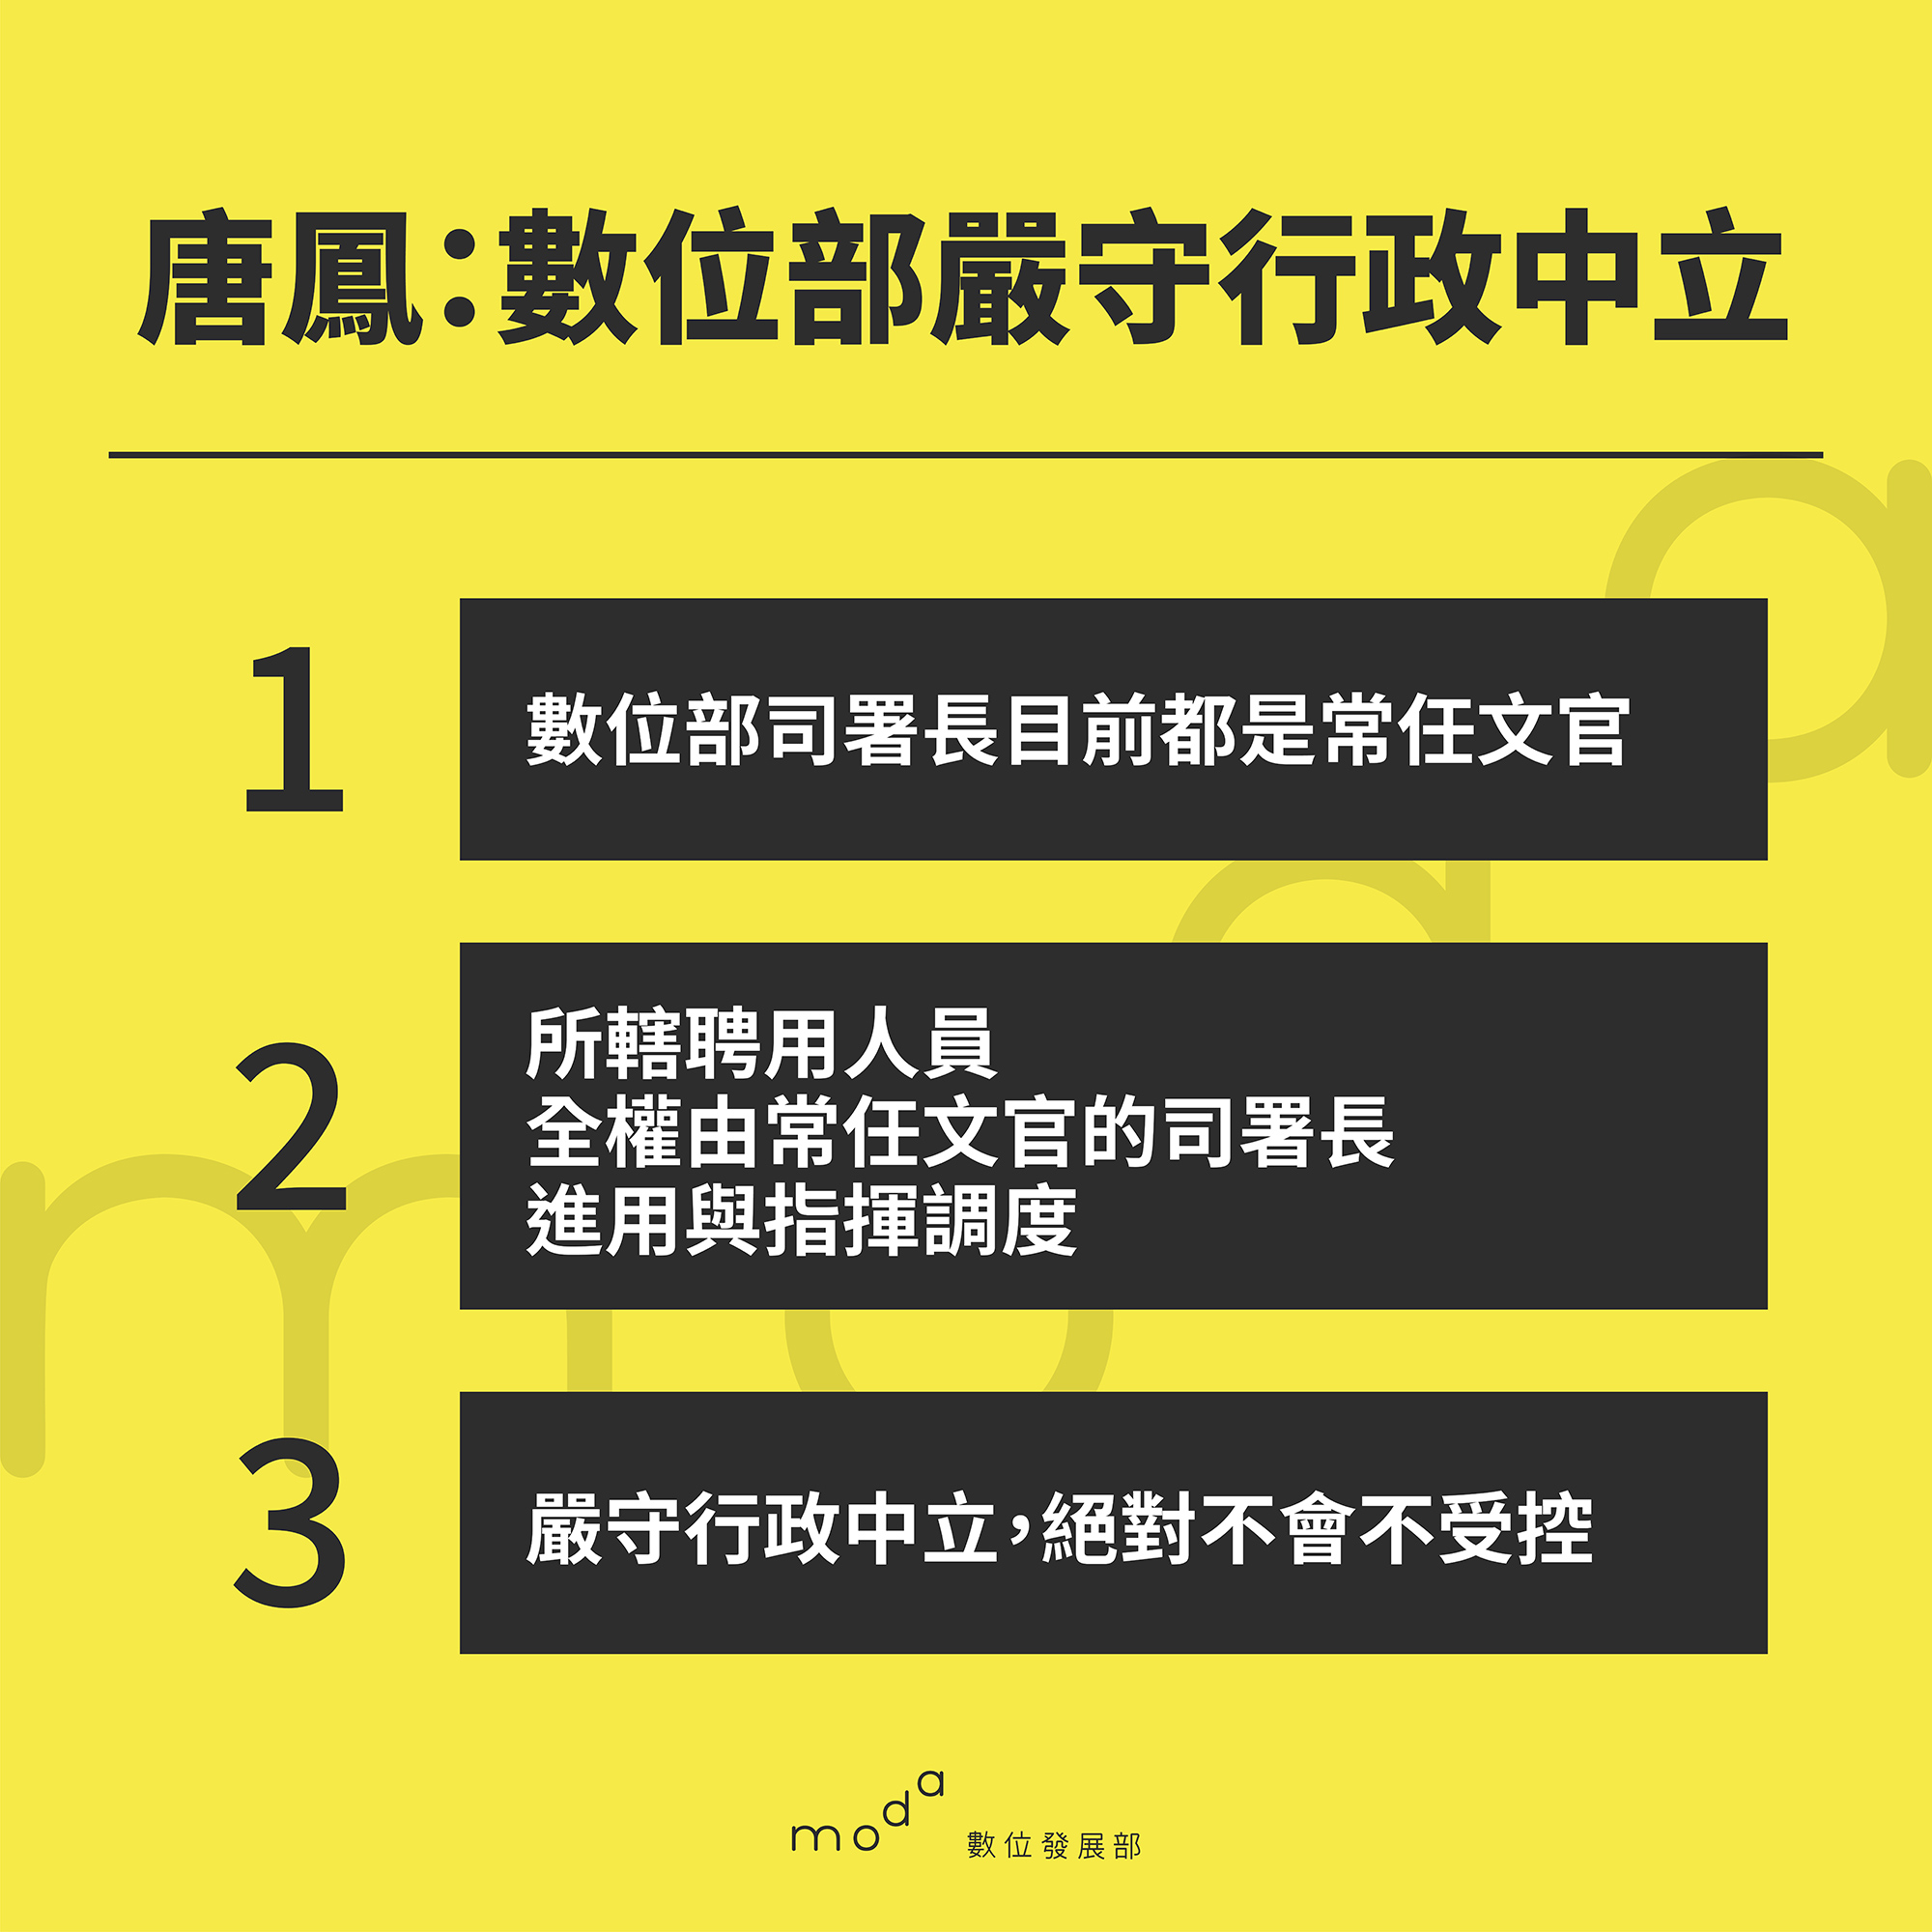 唐鳳：數位部嚴守行政中立
1
數位部司署長目前都是常任文官
2
所轄聘用人員
全權由常任文官的司署長
進用與指揮調度
3
嚴守行政中立，絕對不會不受控
moda 數位發展部